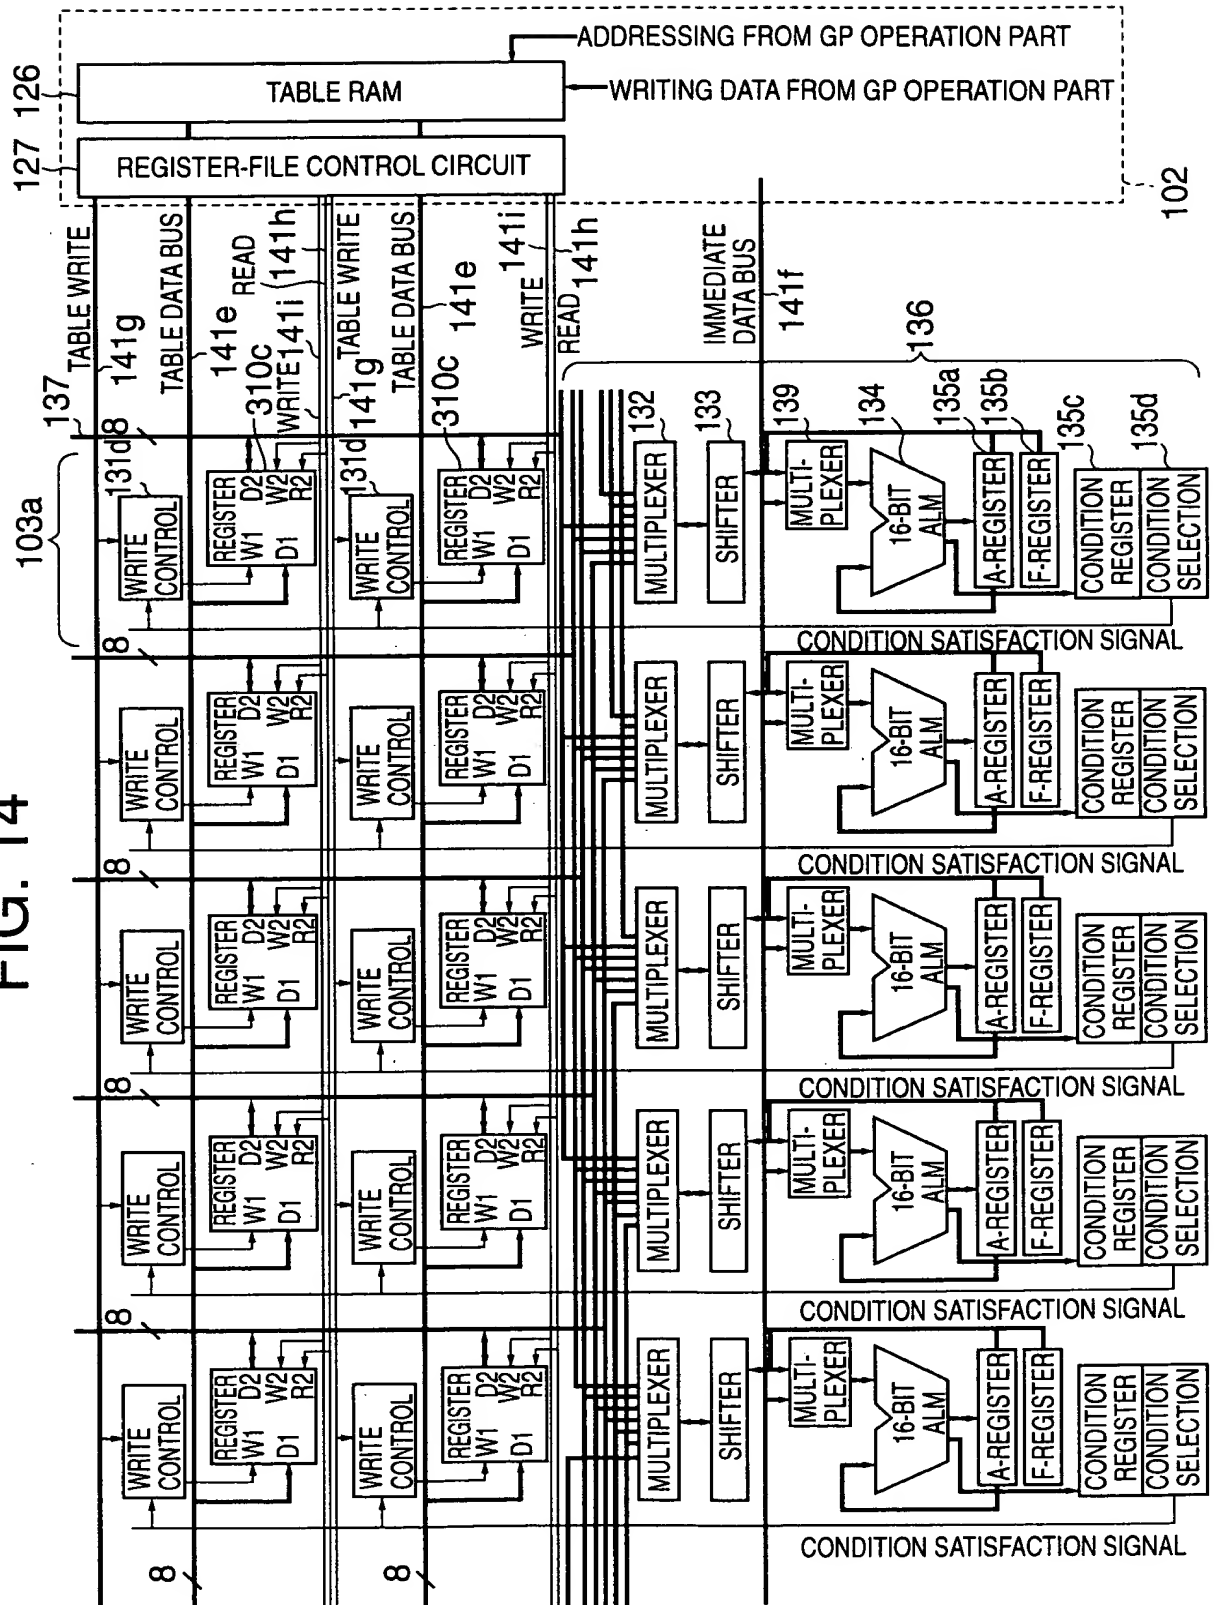 FIG. 14
ADDRESSING FROM GP OPERATION PART
WRITING DATA FROM GP OPERATION PART
126
TABLE RAM
127
REGISTER-FILE CONTROL CIRCUIT
102
TABLE WRITE
141g
TABLE DATA BUS
141e
READ
141h
WRITE 141i
TABLE WRITE
141g
TABLE DATA BUS
141e
WRITE
141i
READ
141h
IMMEDIATE
DATA BUS
141f
137
8
103a
131d
310c
131d
310c
132
133
139
134
135a
135b
135c
135d
136
WRITE
CONTROL
REGISTER
W1 D2
W2
D1 R2
WRITE
CONTROL
REGISTER
W1 D2
W2
D1 R2
MULTIPLEXER
SHIFTER
MULTI-
PLEXER
16-BIT
ALM
A-REGISTER
F-REGISTER
CONDITION
REGISTER
CONDITION
SELECTION
CONDITION SATISFACTION SIGNAL
8
WRITE
CONTROL
REGISTER
W1 D2
W2
D1 R2
WRITE
CONTROL
REGISTER
W1 D2
W2
D1 R2
MULTIPLEXER
SHIFTER
MULTI-
PLEXER
16-BIT
ALM
A-REGISTER
F-REGISTER
CONDITION
REGISTER
CONDITION
SELECTION
CONDITION SATISFACTION SIGNAL
8
WRITE
CONTROL
REGISTER
W1 D2
W2
D1 R2
WRITE
CONTROL
REGISTER
W1 D2
W2
D1 R2
MULTIPLEXER
SHIFTER
MULTI-
PLEXER
16-BIT
ALM
A-REGISTER
F-REGISTER
CONDITION
REGISTER
CONDITION
SELECTION
CONDITION SATISFACTION SIGNAL
8
WRITE
CONTROL
REGISTER
W1 D2
W2
D1 R2
WRITE
CONTROL
REGISTER
W1 D2
W2
D1 R2
MULTIPLEXER
SHIFTER
MULTI-
PLEXER
16-BIT
ALM
A-REGISTER
F-REGISTER
CONDITION
REGISTER
CONDITION
SELECTION
CONDITION SATISFACTION SIGNAL
8
WRITE
CONTROL
REGISTER
W1 D2
W2
D1 R2
WRITE
CONTROL
REGISTER
W1 D2
W2
D1 R2
MULTIPLEXER
SHIFTER
MULTI-
PLEXER
16-BIT
ALM
A-REGISTER
F-REGISTER
CONDITION
REGISTER
CONDITION
SELECTION
CONDITION SATISFACTION SIGNAL
8
8